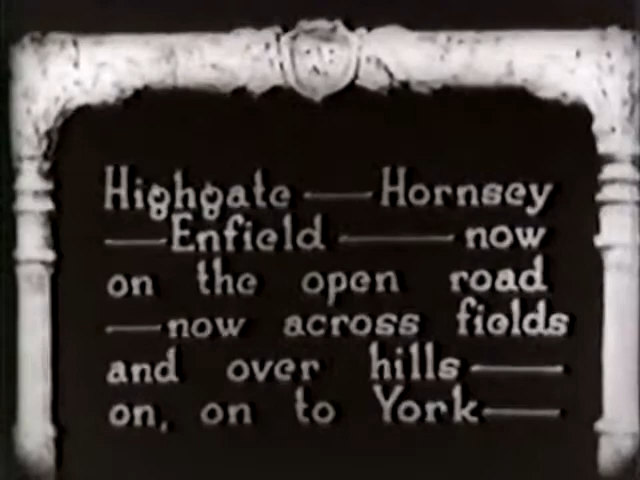 Highgate — Hornsey
— Enfield — now
on the open road
— now across fields
and over hills —
on, on to York —